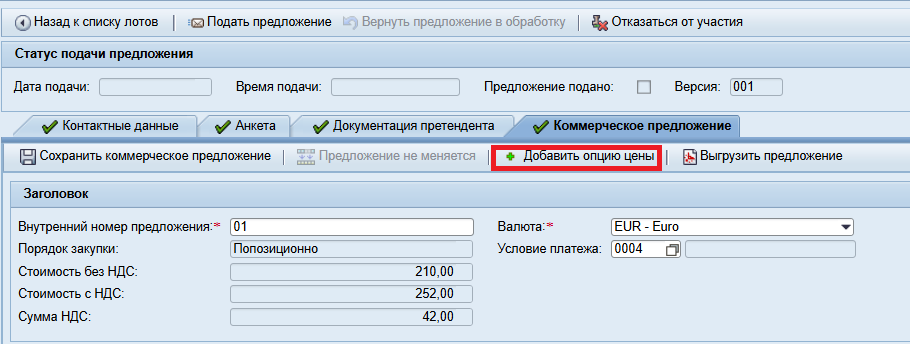 Назад к списку лотов Подать предложение Вернуть предложение в обработку Отказаться от участия
Статус подачи предложения
Дата подачи: Время подачи: Предложение подано: Версия: 001
Контактные данные Анкета Документация претендента Коммерческое предложение
Сохранить коммерческое предложение Предложение не меняется Добавить опцию цены Выгрузить предложение
Заголовок
Внутренний номер предложения:* 01 Валюта:* EUR - Euro
Порядок закупки: Попозиционно Условие платежа: 0004
Стоимость без НДС: 210,00
Стоимость с НДС: 252,00
Сумма НДС: 42,00